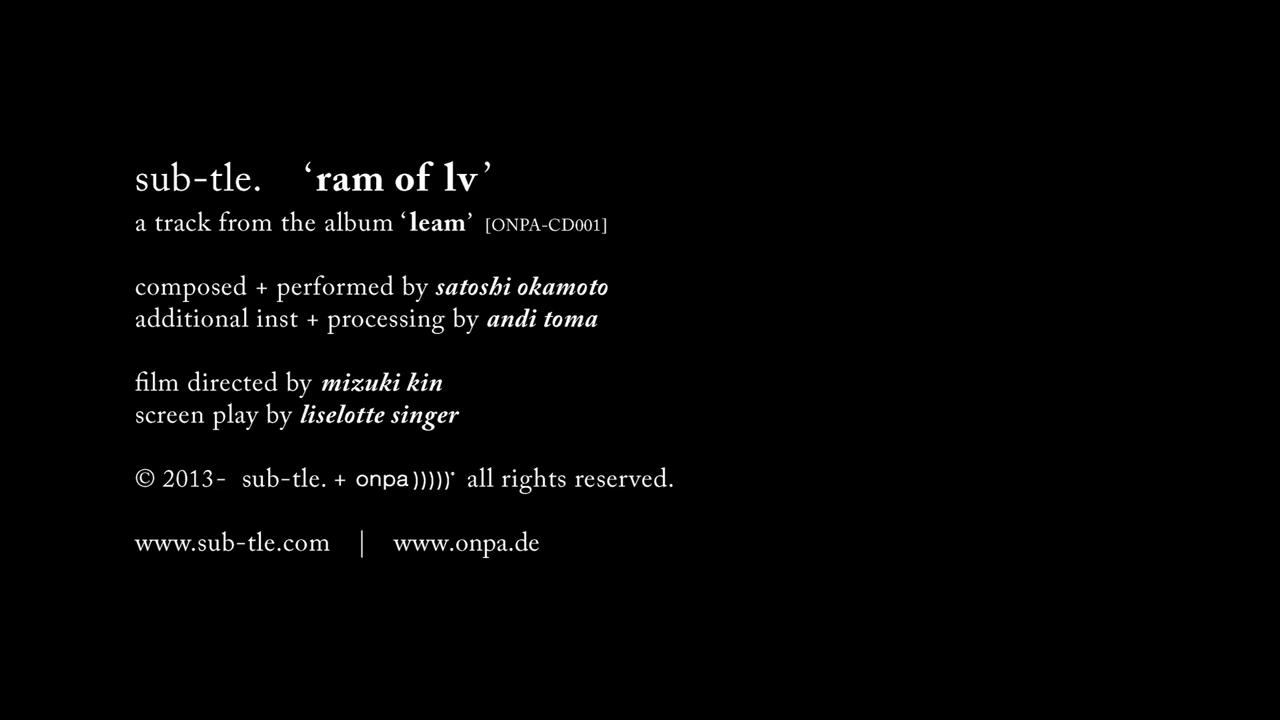 sub-tle. ‘ram of lv’
a track from the album ‘leam’ [ONPA-CD001]
composed + performed by satoshi okamoto
additional inst + processing by andi toma
film directed by mizuki kin
screen play by liselotte singer
© 2013- sub-tle. + onpa)))))˙ all rights reserved.
www.sub-tle.com | www.onpa.de